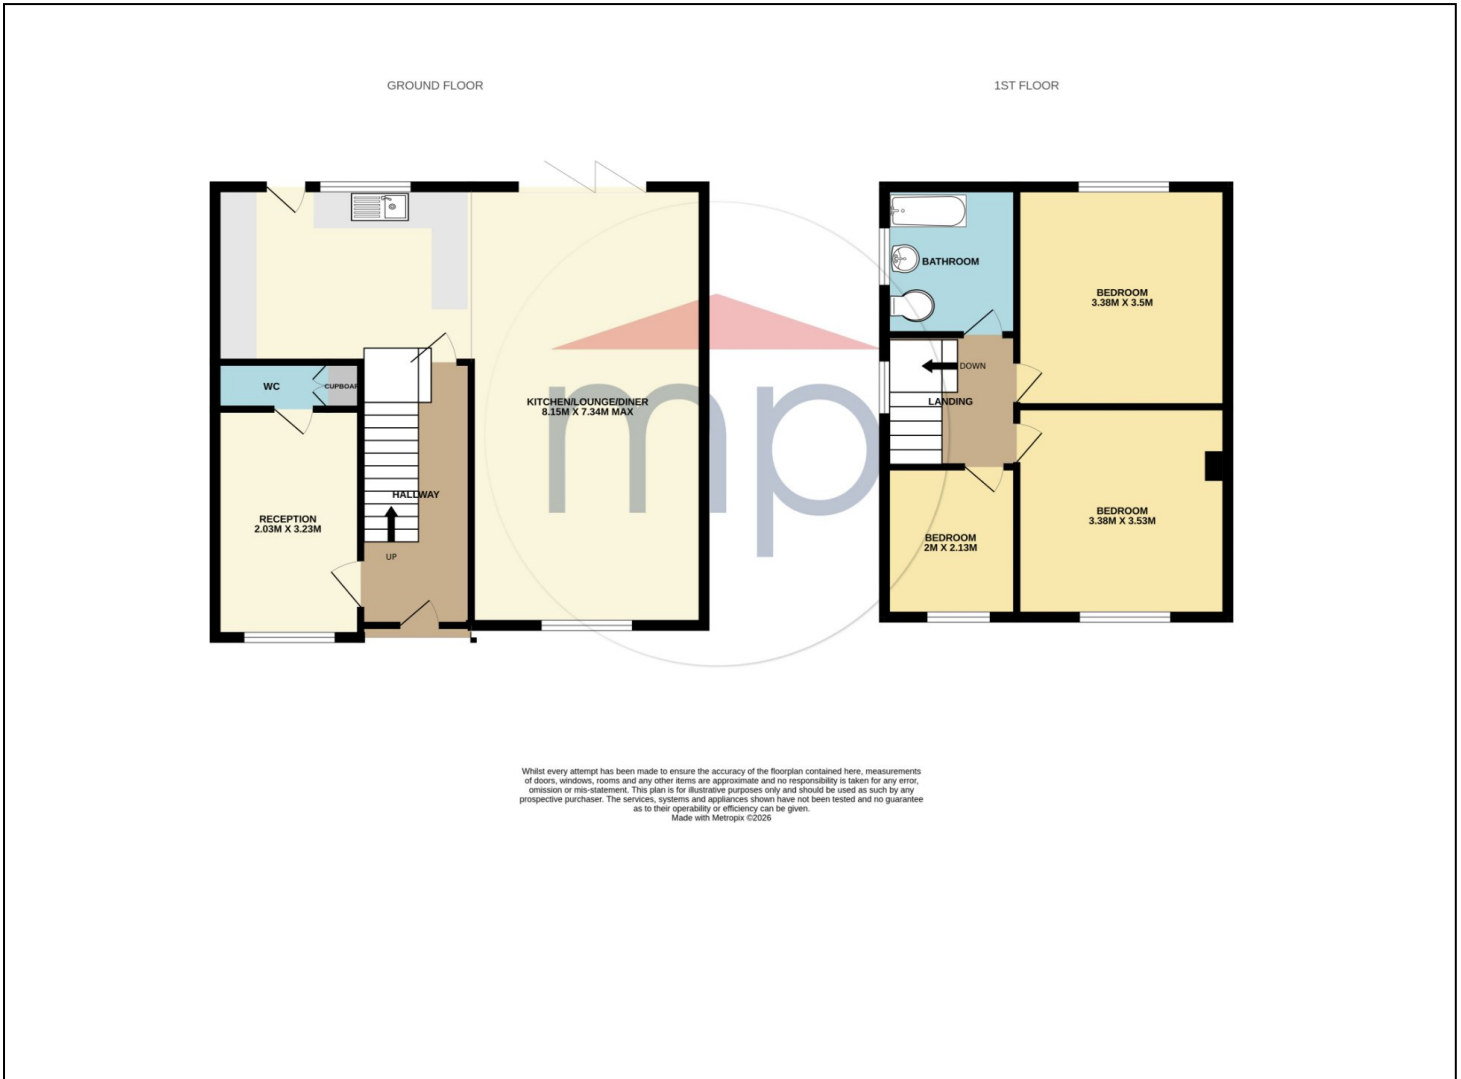 GROUND FLOOR
1ST FLOOR
BATHROOM
BEDROOM
3.38M X 3.5M
DOWN
LANDING
WC
CUPBOAR
KITCHEN/LOUNGE/DINER
8.15M X 7.34M MAX
HALLWAY
RECEPTION
2.03M X 3.23M
UP
BEDROOM
3.38M X 3.53M
BEDROOM
2M X 2.13M
mp
Whilst every attempt has been made to ensure the accuracy of the floorplan contained here, measurements
of doors, windows, rooms and any other items are approximate and no responsibility is taken for any error,
omission or mis-statement. This plan is for illustrative purposes only and should be used as such by any
prospective purchaser. The services, systems and appliances shown have not been tested and no guarantee
as to their operability or efficiency can be given.
Made with Metropix ©2026